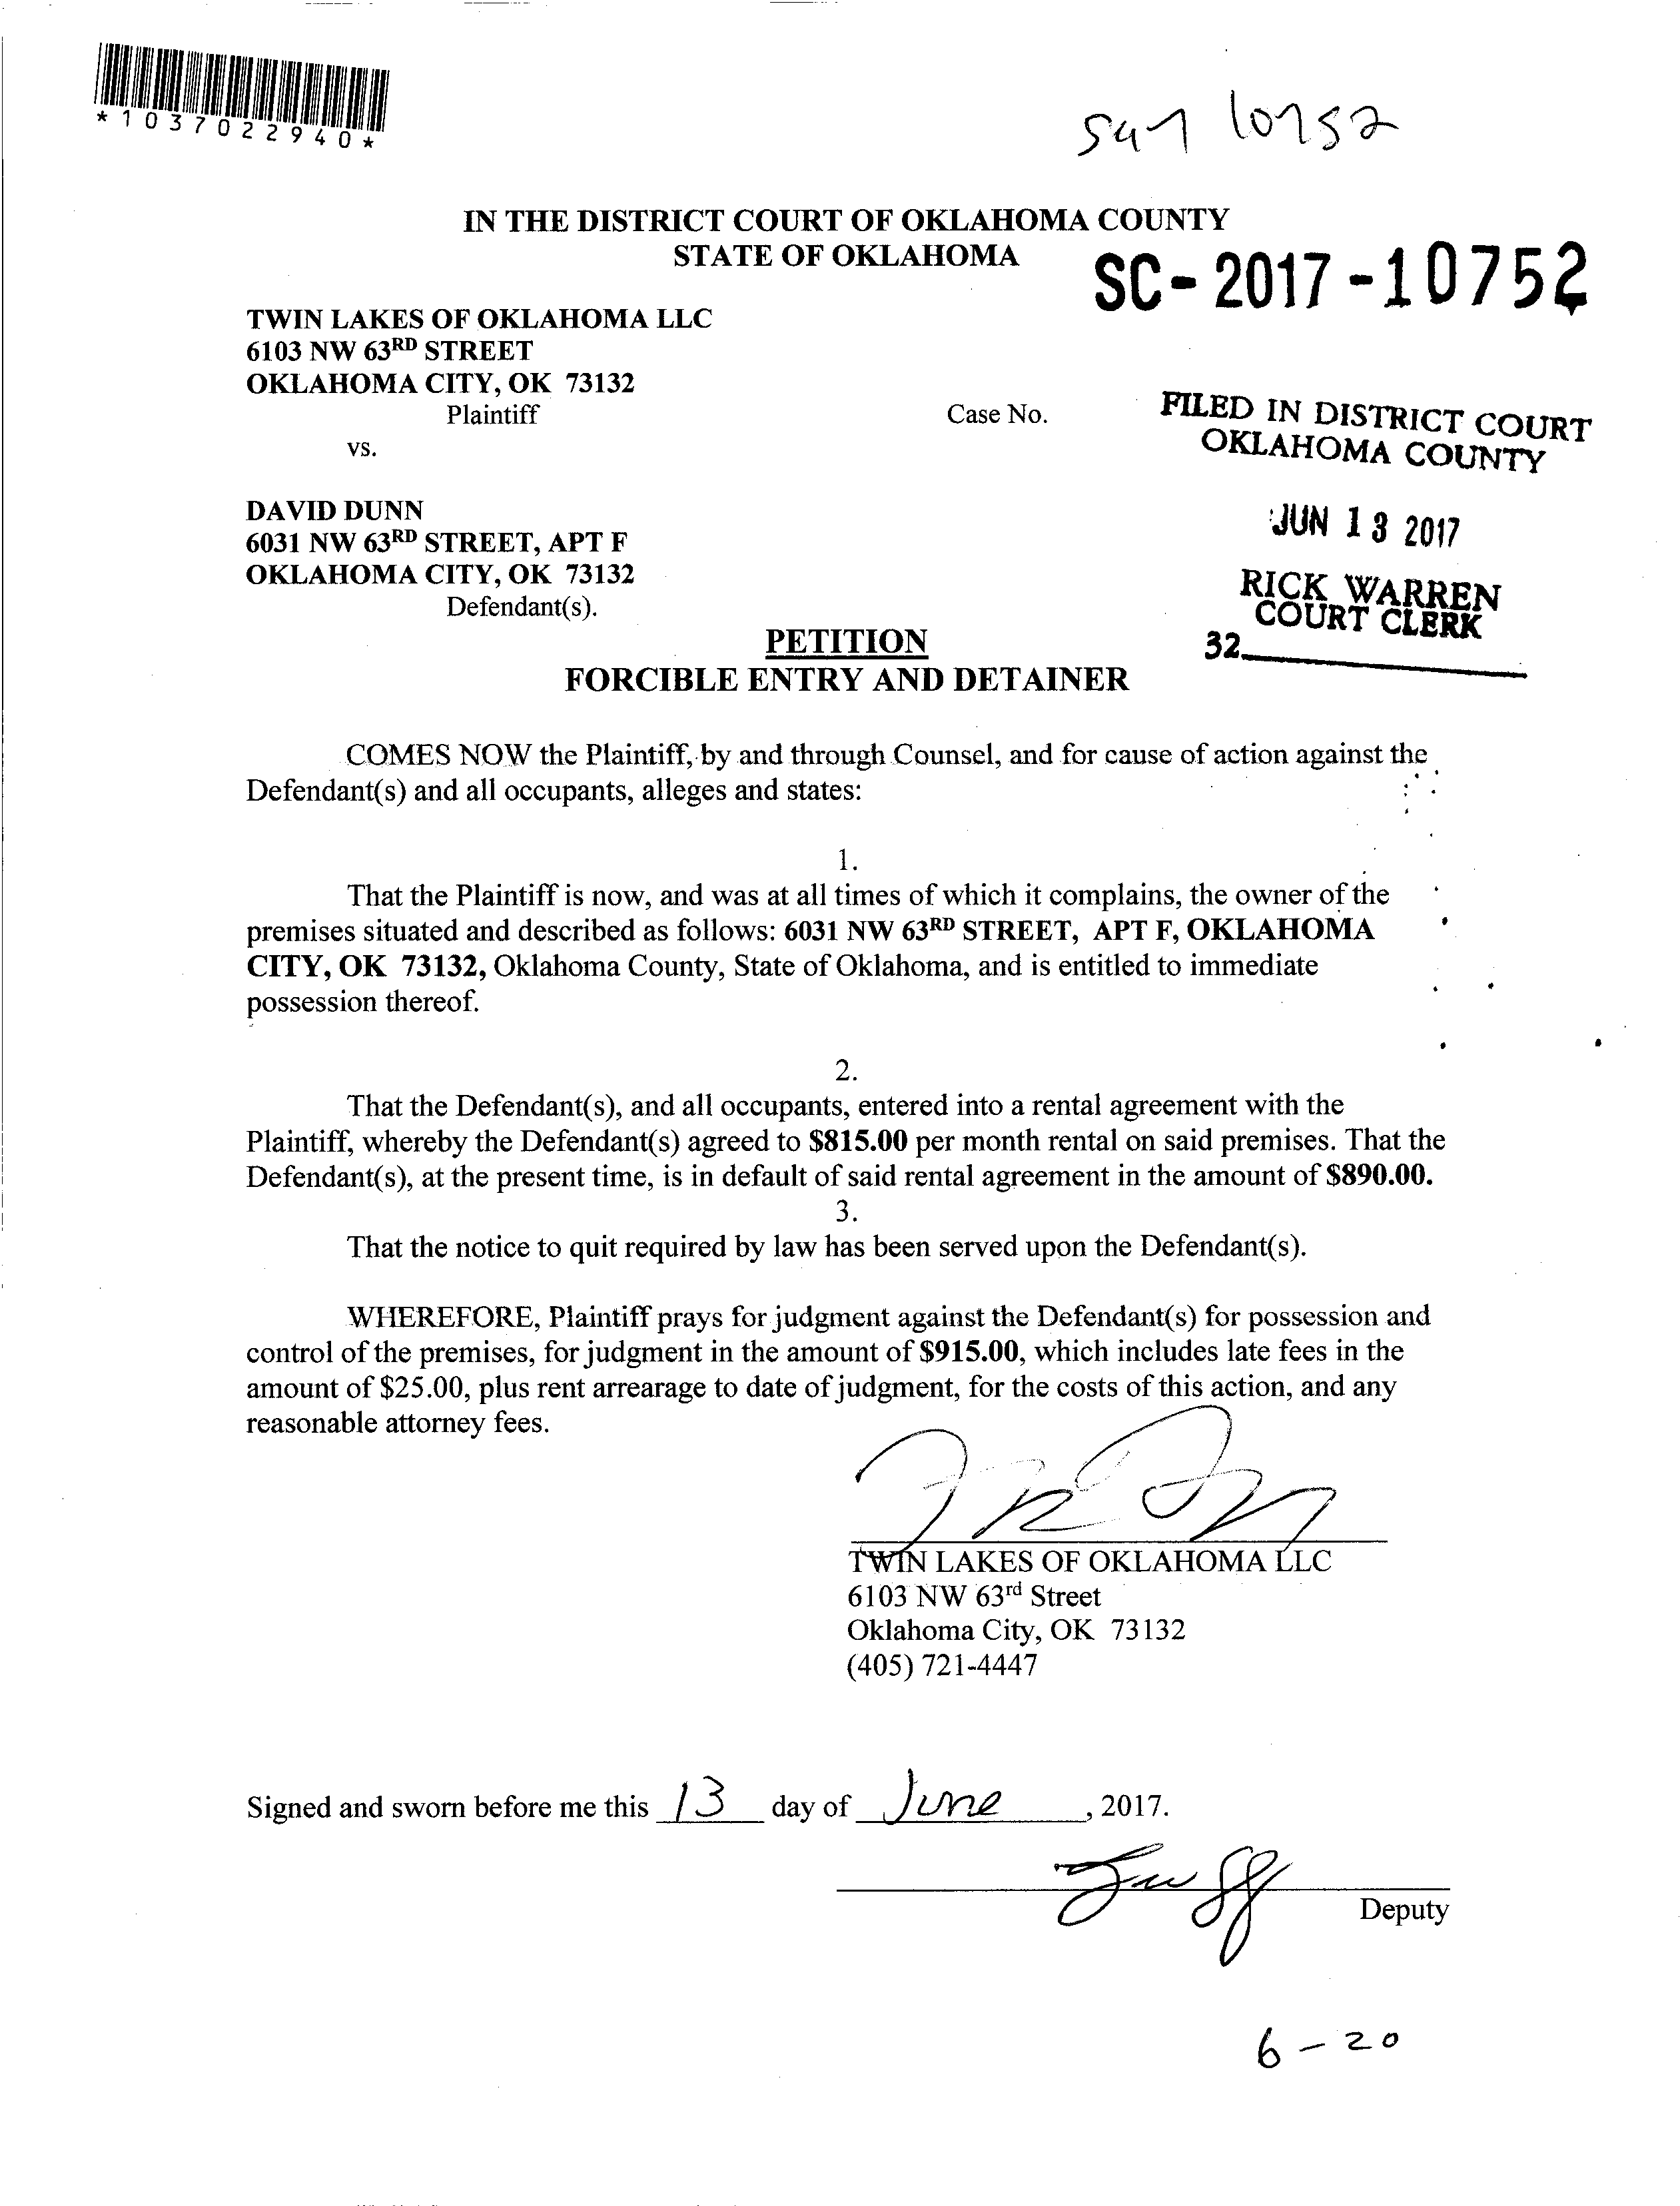 *1037022940*
10752
IN THE DISTRICT COURT OF OKLAHOMA COUNTY
STATE OF OKLAHOMA
SC-2017-10752
TWIN LAKES OF OKLAHOMA LLC
6103 NW 63RD STREET
OKLAHOMA CITY, OK 73132
Plaintiff
Case No.
FILED IN DISTRICT COURT
OKLAHOMA COUNTY
vs.
JUN 13 2017
DAVID DUNN
6031 NW 63RD STREET, APT F
OKLAHOMA CITY, OK 73132
Defendant(s).
RICK WARREN
COURT CLERK
32
PETITION
FORCIBLE ENTRY AND DETAINER
COMES NOW the Plaintiff, by and through Counsel, and for cause of action against the
Defendant(s) and all occupants, alleges and states:
1.
That the Plaintiff is now, and was at all times of which it complains, the owner of the
premises situated and described as follows: 6031 NW 63RD STREET, APT F, OKLAHOMA
CITY, OK 73132, Oklahoma County, State of Oklahoma, and is entitled to immediate
possession thereof.
2.
That the Defendant(s), and all occupants, entered into a rental agreement with the
Plaintiff, whereby the Defendant(s) agreed to $815.00 per month rental on said premises. That the
Defendant(s), at the present time, is in default of said rental agreement in the amount of $890.00.
3.
That the notice to quit required by law has been served upon the Defendant(s).
WHEREFORE, Plaintiff prays for judgment against the Defendant(s) for possession and
control of the premises, for judgment in the amount of $915.00, which includes late fees in the
amount of $25.00, plus rent arrearage to date of judgment, for the costs of this action, and any
reasonable attorney fees.
TWIN LAKES OF OKLAHOMA LLC
6103 NW 63rd Street
Oklahoma City, OK 73132
(405) 721-4447
Signed and sworn before me this 13 day of June, 2017.
Deputy
6-20